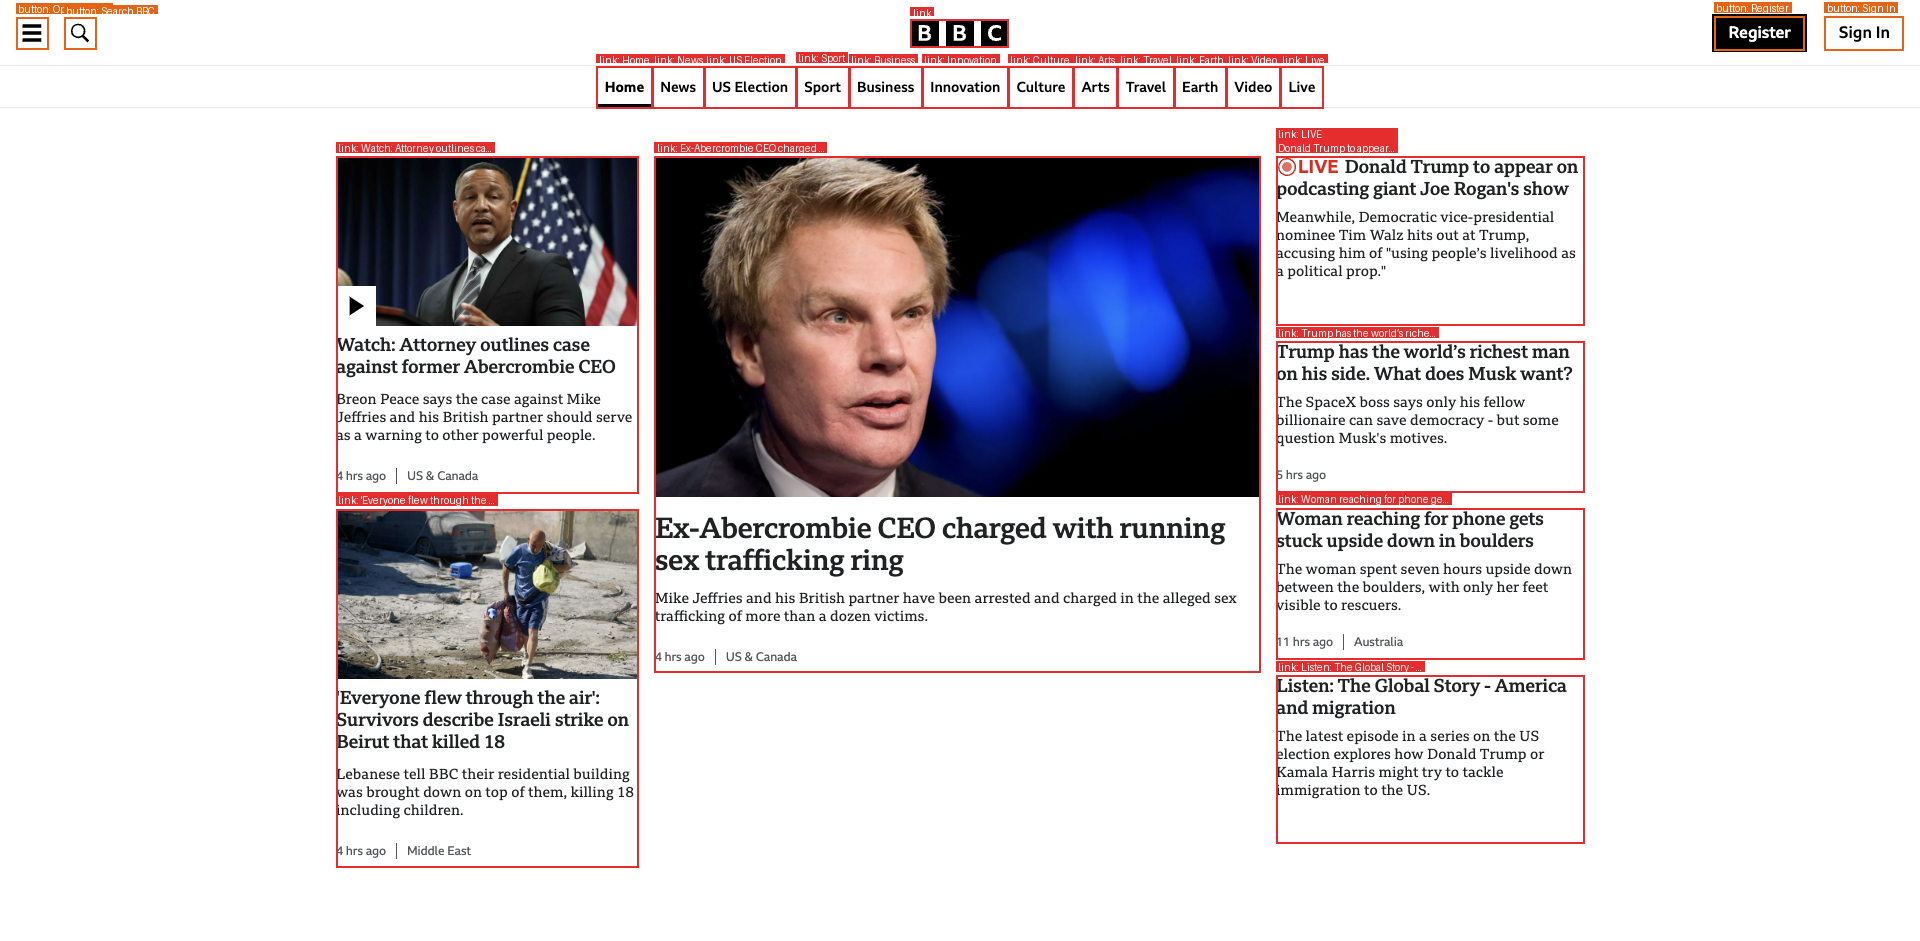 button: Op
button: Search BBC
link
BBC
button: Register
Register
button: Sign In
Sign In
link: Home
link: News
link: US Election
link: Sport
link: Business
link: Innovation
link: Culture
link: Arts
link: Travel
link: Earth
link: Video
link: Live
Home
News
US Election
Sport
Business
Innovation
Culture
Arts
Travel
Earth
Video
Live
link: Watch: Attorney outlines ca...
Watch: Attorney outlines case
against former Abercrombie CEO
Breon Peace says the case against Mike
Jeffries and his British partner should serve
as a warning to other powerful people.
4 hrs ago | US & Canada
link: 'Everyone flew through the ...
'Everyone flew through the air':
Survivors describe Israeli strike on
Beirut that killed 18
Lebanese tell BBC their residential building
was brought down on top of them, killing 18
including children.
4 hrs ago | Middle East
link: Ex-Abercrombie CEO charged ...
Ex-Abercrombie CEO charged with running
sex trafficking ring
Mike Jeffries and his British partner have been arrested and charged in the alleged sex
trafficking of more than a dozen victims.
4 hrs ago | US & Canada
link: LIVE
Donald Trump to appear...
LIVE Donald Trump to appear on
podcasting giant Joe Rogan's show
Meanwhile, Democratic vice-presidential
nominee Tim Walz hits out at Trump,
accusing him of "using people’s livelihood as
a political prop."
link: Trump has the world’s riche...
Trump has the world’s richest man
on his side. What does Musk want?
The SpaceX boss says only his fellow
billionaire can save democracy - but some
question Musk's motives.
5 hrs ago
link: Woman reaching for phone ge...
Woman reaching for phone gets
stuck upside down in boulders
The woman spent seven hours upside down
between the boulders, with only her feet
visible to rescuers.
11 hrs ago | Australia
link: Listen: The Global Story - ...
Listen: The Global Story - America
and migration
The latest episode in a series on the US
election explores how Donald Trump or
Kamala Harris might try to tackle
immigration to the US.